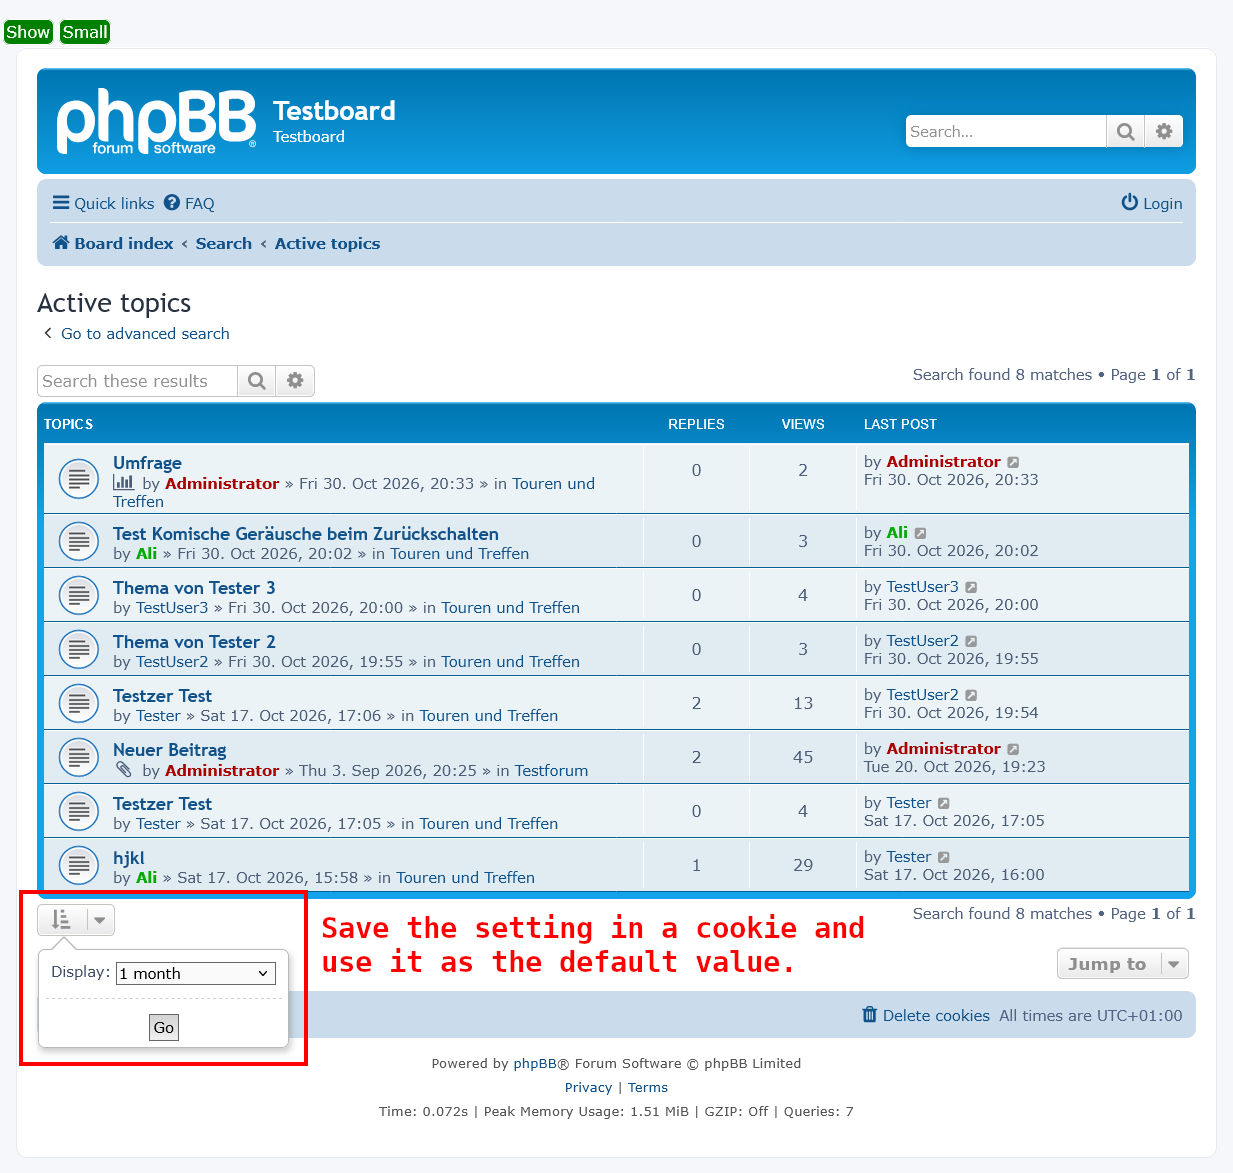 Show Small
phpBB forum software ®
Testboard
Testboard
Search…
Quick links FAQ Login
Board index ‹ Search ‹ Active topics
Active topics
Go to advanced search
Search these results
Search found 8 matches • Page 1 of 1
TOPICS REPLIES VIEWS LAST POST
Umfrage
by Administrator » Fri 30. Oct 2026, 20:33 » in Touren und
Treffen
0 2
by Administrator
Fri 30. Oct 2026, 20:33
Test Komische Geräusche beim Zurückschalten
by Ali » Fri 30. Oct 2026, 20:02 » in Touren und Treffen
0 3
by Ali
Fri 30. Oct 2026, 20:02
Thema von Tester 3
by TestUser3 » Fri 30. Oct 2026, 20:00 » in Touren und Treffen
0 4
by TestUser3
Fri 30. Oct 2026, 20:00
Thema von Tester 2
by TestUser2 » Fri 30. Oct 2026, 19:55 » in Touren und Treffen
0 3
by TestUser2
Fri 30. Oct 2026, 19:55
Testzer Test
by Tester » Sat 17. Oct 2026, 17:06 » in Touren und Treffen
2 13
by TestUser2
Fri 30. Oct 2026, 19:54
Neuer Beitrag
by Administrator » Thu 3. Sep 2026, 20:25 » in Testforum
2 45
by Administrator
Tue 20. Oct 2026, 19:23
Testzer Test
by Tester » Sat 17. Oct 2026, 17:05 » in Touren und Treffen
0 4
by Tester
Sat 17. Oct 2026, 17:05
hjkl
by Ali » Sat 17. Oct 2026, 15:58 » in Touren und Treffen
1 29
by Tester
Sat 17. Oct 2026, 16:00
Search found 8 matches • Page 1 of 1
Save the setting in a cookie and
use it as the default value.
Display: 1 month
Go
Jump to
Delete cookies All times are UTC+01:00
Powered by phpBB® Forum Software © phpBB Limited
Privacy | Terms
Time: 0.072s | Peak Memory Usage: 1.51 MiB | GZIP: Off | Queries: 7